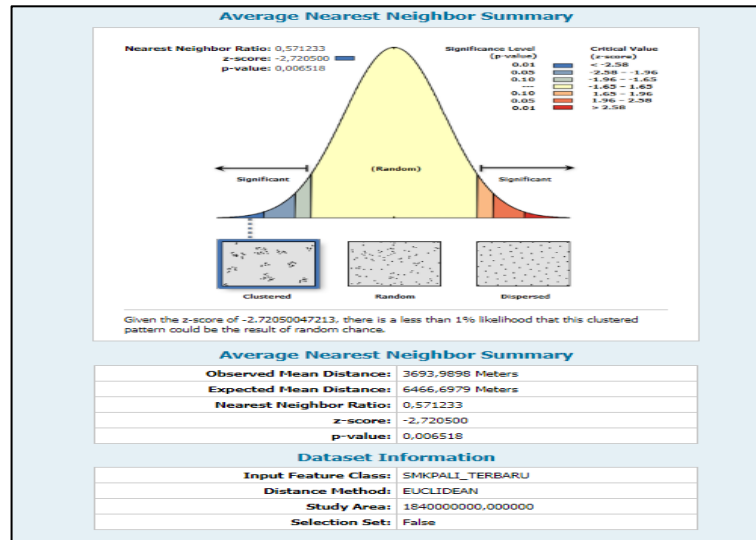 Average Nearest Neighbor Summary
Nearest Neighbor Ratio: 0,571233
z-score: -2,720500
p-value: 0,006518
Significance Level (p-value)
Critical Value (z-score)
0.01 < -2.58
0.05 -2.58 – -1.96
0.10 -1.96 – -1.65
--- -1.65 – 1.65
0.10 1.65 – 1.96
0.05 1.96 – 2.58
0.01 > 2.58
Significant
(Random)
Significant
Clustered
Random
Dispersed
Given the z-score of -2.72050047213, there is a less than 1% likelihood that this clustered
pattern could be the result of random chance.
Average Nearest Neighbor Summary
Observed Mean Distance: 3693,9898 Meters
Expected Mean Distance: 6466,6979 Meters
Nearest Neighbor Ratio: 0,571233
z-score: -2,720500
p-value: 0,006518
Dataset Information
Input Feature Class: SMKPALI_TERBARU
Distance Method: EUCLIDEAN
Study Area: 1840000000,000000
Selection Set: False